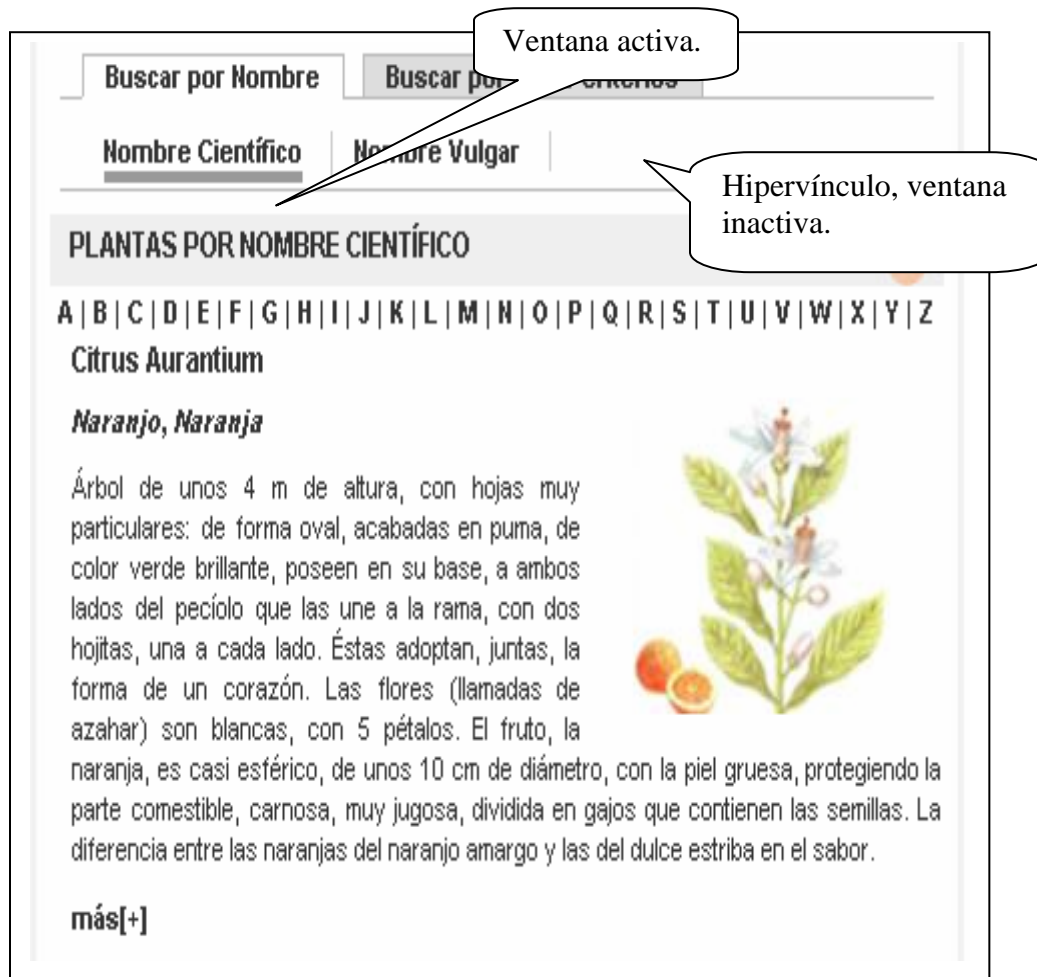 Ventana activa.
Buscar por Nombre
Buscar por
Nombre Científico
Nombre Vulgar
Hipervínculo, ventana
inactiva.
PLANTAS POR NOMBRE CIENTÍFICO
A | B | C | D | E | F | G | H | I | J | K | L | M | N | O | P | Q | R | S | T | U | V | W | X | Y | Z
Citrus Aurantium
Naranjo, Naranja
Árbol de unos 4 m de altura, con hojas muy
particulares: de forma oval, acabadas en puma, de
color verde brillante, poseen en su base, a ambos
lados del pecíolo que las une a la rama, con dos
hojitas, una a cada lado. Éstas adoptan, juntas, la
forma de un corazón. Las flores (llamadas de
azahar) son blancas, con 5 pétalos. El fruto, la
naranja, es casi esférico, de unos 10 cm de diámetro, con la piel gruesa, protegiendo la
parte comestible, carnosa, muy jugosa, dividida en gajos que contienen las semillas. La
diferencia entre las naranjas del naranjo amargo y las del dulce estriba en el sabor.
más[+]